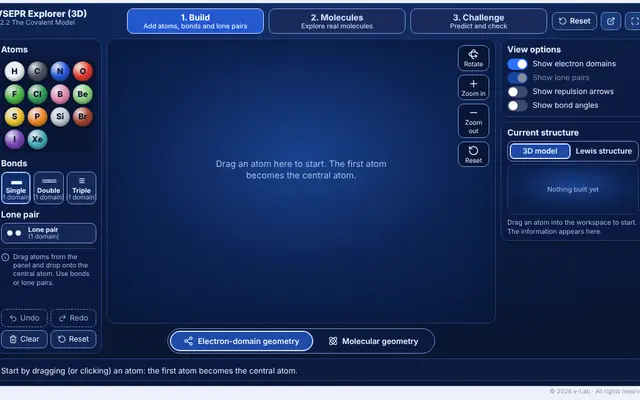 VSEPR Explorer (3D)
2.2 The Covalent Model
1. Build
Add atoms, bonds and lone pairs
2. Molecules
Explore real molecules
3. Challenge
Predict and check
Reset
Atoms
H C N O
F Cl B Be
S P Si Br
I Xe
Bonds
Single
(1 domain)
Double
(1 domain)
Triple
(1 domain)
Lone pair
Lone pair
(1 domain)
Drag atoms from the
panel and drop onto the
central atom. Use bonds
or lone pairs.
Undo
Redo
Clear
Reset
Rotate
Zoom in
Zoom
out
Reset
Drag an atom here to start. The first atom
becomes the central atom.
Electron-domain geometry
Molecular geometry
View options
Show electron domains
Show lone pairs
Show repulsion arrows
Show bond angles
Current structure
3D model
Lewis structure
Nothing built yet
Drag an atom into the workspace to start.
The information appears here.
Start by dragging (or clicking) an atom: the first atom becomes the central atom.
© 2026 e-Lab · All rights reserv